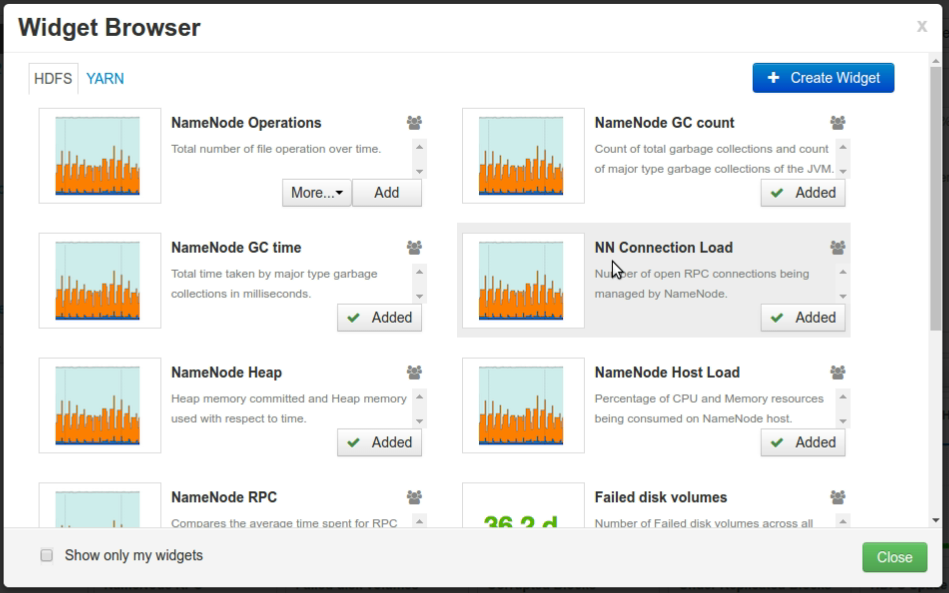 Widget Browser
x
HDFS
YARN
+ Create Widget
NameNode Operations
Total number of file operation over time.
More...
Add
NameNode GC count
Count of total garbage collections and count
of major type garbage collections of the JVM.
Added
NameNode GC time
Total time taken by major type garbage
collections in milliseconds.
Added
NN Connection Load
Number of open RPC connections being
managed by NameNode.
Added
NameNode Heap
Heap memory committed and Heap memory
used with respect to time.
Added
NameNode Host Load
Percentage of CPU and Memory resources
being consumed on NameNode host.
Added
NameNode RPC
Compares the average time spent for RPC
36.2 d
Failed disk volumes
Number of Failed disk volumes across all
Show only my widgets
Close